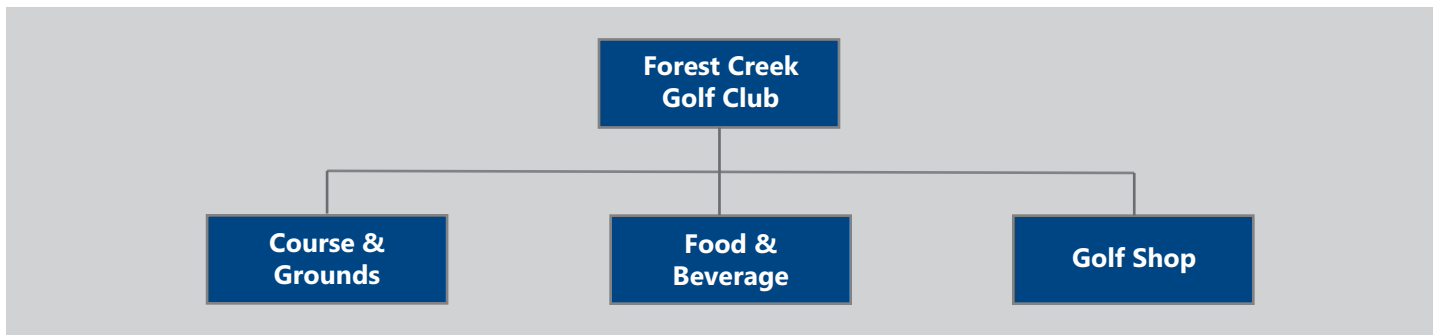 Forest Creek
Golf Club
Course &
Grounds
Food &
Beverage
Golf Shop